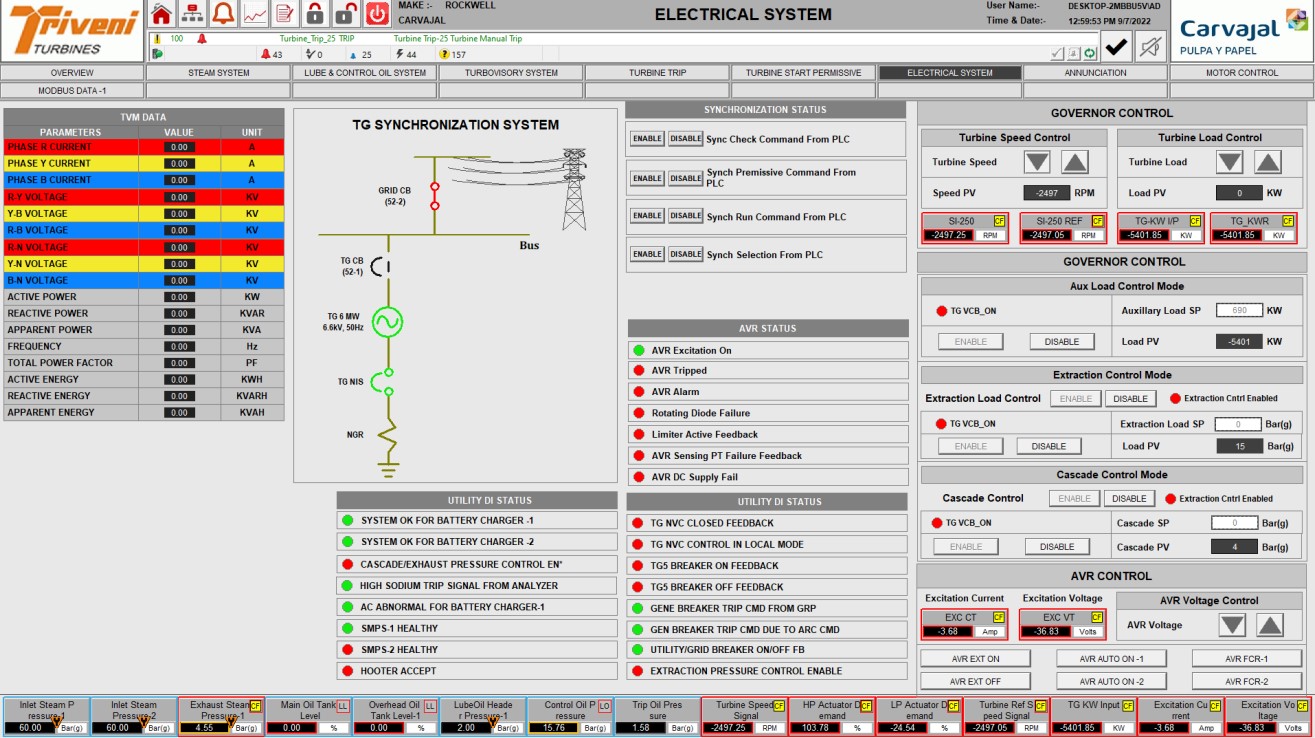 Triveni
TURBINES
MAKE :- ROCKWELL
CARVAJAL
ELECTRICAL SYSTEM
User Name:- DESKTOP-2MBBU5V\AD
Time & Date:- 12:59:53 PM 9/7/2022
Carvajal
PULPA Y PAPEL
100 Turbine_Trip_25 TRIP Turbine Trip-25 Turbine Manual Trip
43 0 25 44 157
OVERVIEW STEAM SYSTEM LUBE & CONTROL OIL SYSTEM TURBOVISORY SYSTEM TURBINE TRIP TURBINE START PERMISSIVE ELECTRICAL SYSTEM ANNUNCIATION MOTOR CONTROL
MODBUS DATA -1
TVM DATA
PARAMETERS VALUE UNIT
PHASE R CURRENT 0.00 A
PHASE Y CURRENT 0.00 A
PHASE B CURRENT 0.00 A
R-Y VOLTAGE 0.00 KV
Y-B VOLTAGE 0.00 KV
R-B VOLTAGE 0.00 KV
R-N VOLTAGE 0.00 KV
Y-N VOLTAGE 0.00 KV
B-N VOLTAGE 0.00 KV
ACTIVE POWER 0.00 KW
REACTIVE POWER 0.00 KVAR
APPARENT POWER 0.00 KVA
FREQUENCY 0.00 Hz
TOTAL POWER FACTOR 0.00 PF
ACTIVE ENERGY 0.00 KWH
REACTIVE ENERGY 0.00 KVARH
APPARENT ENERGY 0.00 KVAH
TG SYNCHRONIZATION SYSTEM
GRID CB
(52-2)
Bus
TG CB
(52-1)
TG 6 MW
6.6kV, 50Hz
TG NIS
NGR
SYNCHRONIZATION STATUS
ENABLE DISABLE Sync Check Command From PLC
ENABLE DISABLE Synch Premissive Command From
PLC
ENABLE DISABLE Synch Run Command From PLC
ENABLE DISABLE Synch Selection From PLC
AVR STATUS
AVR Excitation On
AVR Tripped
AVR Alarm
Rotating Diode Failure
Limiter Active Feedback
AVR Sensing PT Failure Feedback
AVR DC Supply Fail
UTILITY DI STATUS
SYSTEM OK FOR BATTERY CHARGER -1
SYSTEM OK FOR BATTERY CHARGER -2
CASCADE/EXHAUST PRESSURE CONTROL EN*
HIGH SODIUM TRIP SIGNAL FROM ANALYZER
AC ABNORMAL FOR BATTERY CHARGER-1
SMPS-1 HEALTHY
SMPS-2 HEALTHY
HOOTER ACCEPT
UTILITY DI STATUS
TG NVC CLOSED FEEDBACK
TG NVC CONTROL IN LOCAL MODE
TG5 BREAKER ON FEEDBACK
TG5 BREAKER OFF FEEDBACK
GENE BREAKER TRIP CMD FROM GRP
GEN BREAKER TRIP CMD DUE TO ARC CMD
UTILITY/GRID BREAKER ON/OFF FB
EXTRACTION PRESSURE CONTROL ENABLE
GOVERNOR CONTROL
Turbine Speed Control Turbine Load Control
Turbine Speed Turbine Load
Speed PV -2497 RPM Load PV 0 KW
SI-250 CF SI-250 REF CF TG-KW I/P CF TG_KWR CF
-2497.25 RPM -2497.05 RPM -5401.85 KW -5401.85 KW
GOVERNOR CONTROL
Aux Load Control Mode
TG VCB_ON Auxillary Load SP 690 KW
ENABLE DISABLE Load PV -5401 KW
Extraction Control Mode
Extraction Load Control ENABLE DISABLE Extraction Cntrl Enabled
TG VCB_ON Extraction Load SP 0 Bar(g)
ENABLE DISABLE Load PV 15 Bar(g)
Cascade Control Mode
Cascade Control ENABLE DISABLE Extraction Cntrl Enabled
TG VCB_ON Cascade SP 0 Bar(g)
ENABLE DISABLE Cascade PV 4 Bar(g)
AVR CONTROL
Excitation Current Excitation Voltage AVR Voltage Control
EXC CT CF EXC VT CF AVR Voltage
-3.68 Amp -36.83 Volts
AVR EXT ON AVR AUTO ON -1 AVR FCR-1
AVR EXT OFF AVR AUTO ON -2 AVR FCR-2
Inlet Steam P
ressure-1
60.00 Bar(g)
Inlet Steam
Pressure-2
60.00 Bar(g)
Exhaust Steam CF
Pressure-1
4.55 Bar(g)
Main Oil Tank LL
Level
0.00 %
Overhead Oil LL
Tank Level-1
0.00 %
LubeOil Heade
r Pressure-1
2.00 Bar(g)
Control Oil P LO
ressure
15.76 Bar(g)
Trip Oil Pres
sure
1.58 Bar(g)
Turbine Speed CF
Signal
-2497.25 RPM
HP Actuator D CF
emand
103.78 %
LP Actuator D CF
emand
-24.54 %
Turbine Ref S CF
peed Signal
-2497.05 RPM
TG KW Input CF
-5401.85 KW
Excitation Cu CF
rrent
-3.68 Amp
Excitation Vo CF
ltage
-36.83 Volts